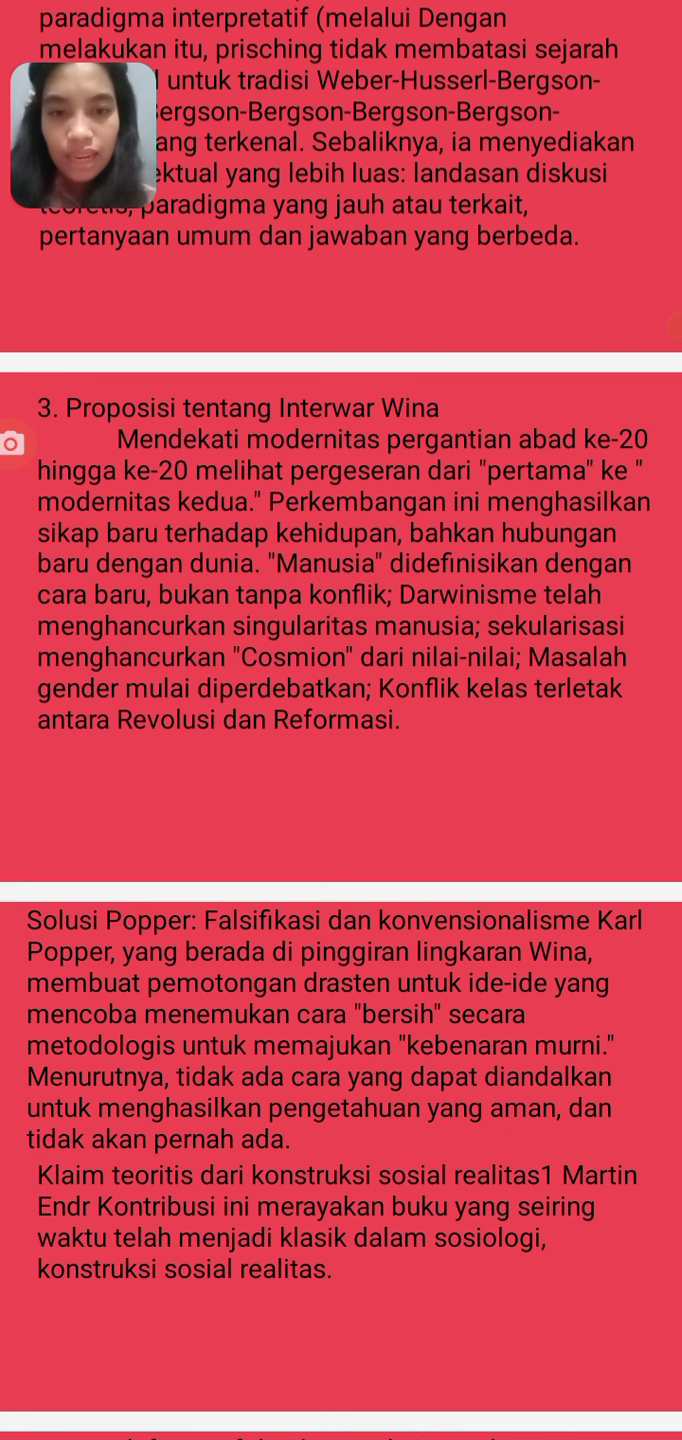 paradigma interpretatif (melalui Dengan
melakukan itu, prisching tidak membatasi sejarah
untuk tradisi Weber-Husserl-Bergson-
Bergson-Bergson-Bergson-Bergson-
terkenal. Sebaliknya, ia menyediakan
yang lebih luas: landasan diskusi
teoretis, paradigma yang jauh atau terkait,
pertanyaan umum dan jawaban yang berbeda.
3. Proposisi tentang Interwar Wina
Mendekati modernitas pergantian abad ke-20
hingga ke-20 melihat pergeseran dari "pertama" ke "
modernitas kedua." Perkembangan ini menghasilkan
sikap baru terhadap kehidupan, bahkan hubungan
baru dengan dunia. "Manusia" didefinisikan dengan
cara baru, bukan tanpa konflik; Darwinisme telah
menghancurkan singularitas manusia; sekularisasi
menghancurkan "Cosmion" dari nilai-nilai; Masalah
gender mulai diperdebatkan; Konflik kelas terletak
antara Revolusi dan Reformasi.
Solusi Popper: Falsifikasi dan konvensionalisme Karl
Popper, yang berada di pinggiran lingkaran Wina,
membuat pemotongan drasten untuk ide-ide yang
mencoba menemukan cara "bersih" secara
metodologis untuk memajukan "kebenaran murni."
Menurutnya, tidak ada cara yang dapat diandalkan
untuk menghasilkan pengetahuan yang aman, dan
tidak akan pernah ada.
Klaim teoritis dari konstruksi sosial realitas1 Martin
Endr Kontribusi ini merayakan buku yang seiring
waktu telah menjadi klasik dalam sosiologi,
konstruksi sosial realitas.